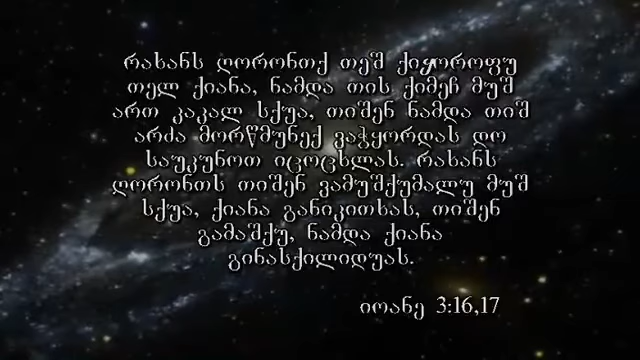 რახანს ღორონთქ თეშ ქიყოროფუ
თელ ქიანა, ნამდა თის ქიმეჩ მუშ
ართ კაკალ სქუა, თიშენ ნამდა თიშ
არძა მორწმუნექ ვაჭყორდას დო
საუკუნოთ იცოცხლას. რახანს
ღორონთს თიშენ ვამუშქუმალუ მუშ
სქუა, ქიანა განიკითხას, თიშენ
გამაშქუ, ნამდა ქიანა
გინასქილიდუას.
იოანე 3:16,17